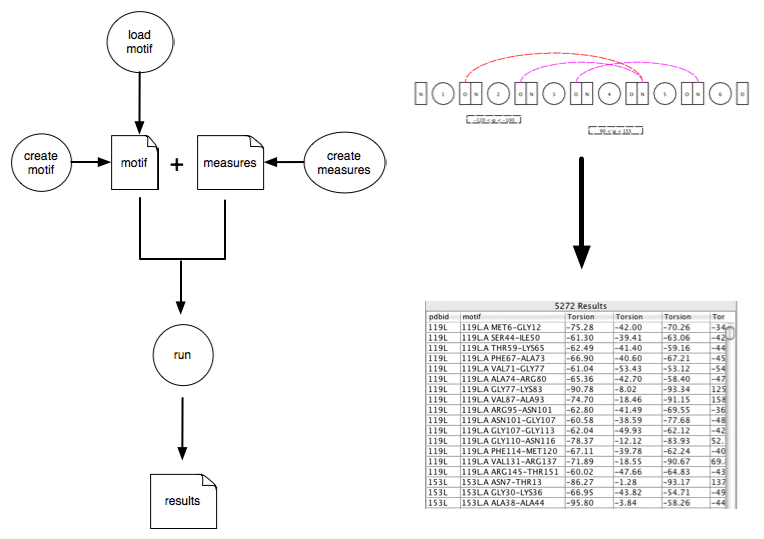 load
motif
create
motif
motif
+
measures
create
measures
run
results
N 1 O N 2 O N 3 O N 4 O N 5 O N 6 O
-120 < φ < -100
90 < ψ < 155
5272 Results
pdbid motif Torsion Torsion Torsion Tor
119L 119L.A MET6-GLY12 -75.28 -42.00 -70.26 -34
119L 119L.A SER44-ILE50 -61.30 -39.41 -63.06 -42
119L 119L.A THR59-LYS65 -62.49 -41.40 -59.16 -44
119L 119L.A PHE67-ALA73 -66.90 -40.60 -67.21 -45
119L 119L.A VAL71-GLY77 -61.04 -53.43 -53.12 -54
119L 119L.A ALA74-ARG80 -65.36 -42.70 -58.40 -47
119L 119L.A GLY77-LYS83 -90.78 -8.02 -93.34 125
119L 119L.A VAL87-ALA93 -74.70 -18.46 -91.15 158
119L 119L.A ARG95-ASN101 -62.80 -41.49 -69.55 -36
119L 119L.A ASN101-GLY107 -60.58 -38.59 -77.68 -48
119L 119L.A GLY107-GLY113 -62.04 -49.93 -62.12 -42
119L 119L.A GLY110-ASN116 -78.37 -12.12 -83.93 52.
119L 119L.A PHE114-MET120 -67.11 -39.78 -62.24 -40
119L 119L.A VAL131-ARG137 -71.89 -18.55 -90.67 69.
119L 119L.A ARG145-THR151 -60.02 -47.66 -64.83 -43
153L 153L.A ASN7-THR13 -86.27 -1.28 -93.17 137
153L 153L.A GLY30-LYS36 -66.95 -43.82 -54.71 -49
153L 153L.A ALA38-ALA44 -95.80 -3.84 -58.26 -44